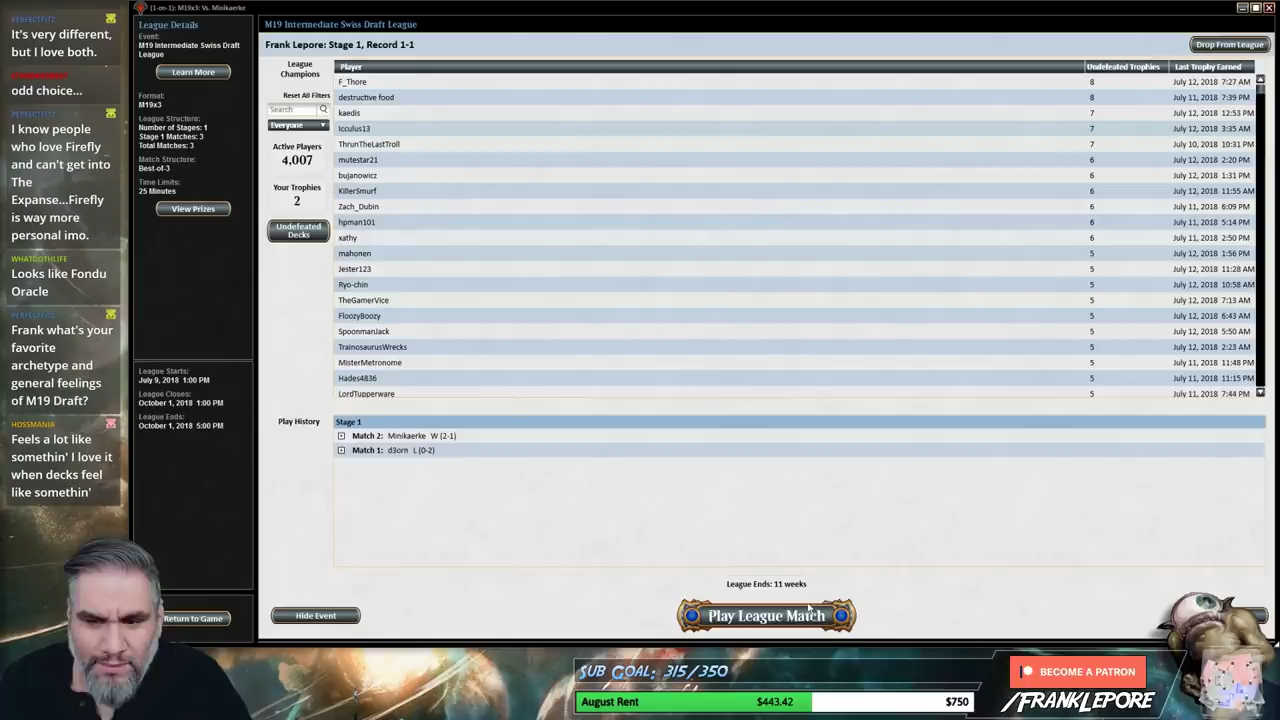 (1-on-1): M19x3: Vs. Minikaerke
PERFECTFITZ
It's very different,
but I love both.
odd choice...
PERFECTFITZ
I know people
who love Firefly
and can't get into
The
Expanse...Firefly
is way more
personal imo.
WHATDOTHLIFE
Looks like Fondu
Oracle
PERFECTFITZ
Frank what's your
favorite
archetype and
general feelings
of M19 Draft?
HOSSMANIA
Feels a lot like
somethin' I love it
when decks feel
like somethin'
League Details
Event:
M19 Intermediate Swiss Draft
League
Learn More
Format:
M19x3
League Structure:
Number of Stages: 1
Stage 1 Matches: 3
Total Matches: 3
Match Structure:
Best-of-3
Time Limits:
25 Minutes
View Prizes
League Starts:
July 9, 2018 1:00 PM
League Closes:
October 1, 2018 1:00 PM
League Ends:
October 1, 2018 5:00 PM
Return to Game
M19 Intermediate Swiss Draft League
Frank Lepore: Stage 1, Record 1-1
Drop From League
League
Champions
Reset All Filters
Search
Everyone
Active Players
4,007
Your Trophies
2
Undefeated
Decks
Player Undefeated Trophies Last Trophy Earned
F_Thore 8 July 12, 2018 7:27 AM
destructive food 8 July 11, 2018 7:39 PM
kaedis 7 July 12, 2018 12:53 PM
Icculus13 7 July 12, 2018 3:35 AM
ThrunTheLastTroll 7 July 11, 2018 10:31 PM
mutestar21 6 July 12, 2018 2:20 PM
bujanowicz 6 July 12, 2018 1:31 PM
KillerSmurf 6 July 12, 2018 11:55 AM
Zach_Dubin 6 July 11, 2018 6:09 PM
hpman101 6 July 11, 2018 5:14 PM
xathy 6 July 11, 2018 2:50 PM
mahonen 5 July 12, 2018 1:56 PM
Jester123 5 July 12, 2018 11:28 AM
Ryo-chin 5 July 12, 2018 10:58 AM
TheGamerVice 5 July 12, 2018 7:13 AM
FloozyBoozy 5 July 12, 2018 6:43 AM
SpoonmanJack 5 July 12, 2018 5:50 AM
TrainosaurusWrecks 5 July 12, 2018 2:23 AM
MisterMetronome 5 July 11, 2018 11:48 PM
Hades4836 5 July 11, 2018 11:15 PM
LordTupperware 5 July 11, 2018 7:44 PM
Play History
Stage 1
Match 2: Minikaerke W (2-1)
Match 1: d3orn L (0-2)
League Ends: 11 weeks
Hide Event
Play League Match
SUB GOAL: 315/350
August Rent $443.42 $750
BECOME A PATRON
/FRANKLEPORE